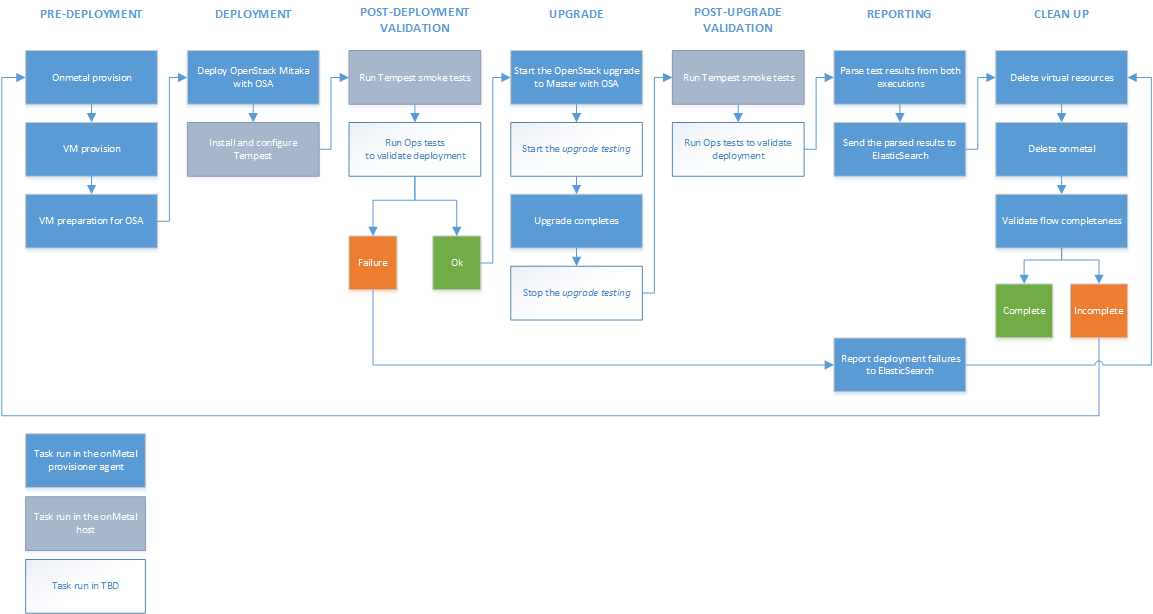 PRE-DEPLOYMENT
DEPLOYMENT
POST-DEPLOYMENT
VALIDATION
UPGRADE
POST-UPGRADE
VALIDATION
REPORTING
CLEAN UP
Onmetal provision
VM provision
VM preparation for OSA
Deploy OpenStack Mitaka
with OSA
Install and configure
Tempest
Run Tempest smoke tests
Run Ops tests
to validate deployment
Failure
Ok
Start the OpenStack upgrade
to Master with OSA
Start the upgrade testing
Upgrade completes
Stop the upgrade testing
Run Tempest smoke tests
Run Ops tests to validate
deployment
Parse test results from both
executions
Send the parsed results to
ElasticSearch
Report deployment failures
to ElasticSearch
Delete virtual resources
Delete onmetal
Validate flow completeness
Complete
Incomplete
Task run in the onMetal
provisioner agent
Task run in the onMetal
host
Task run in TBD